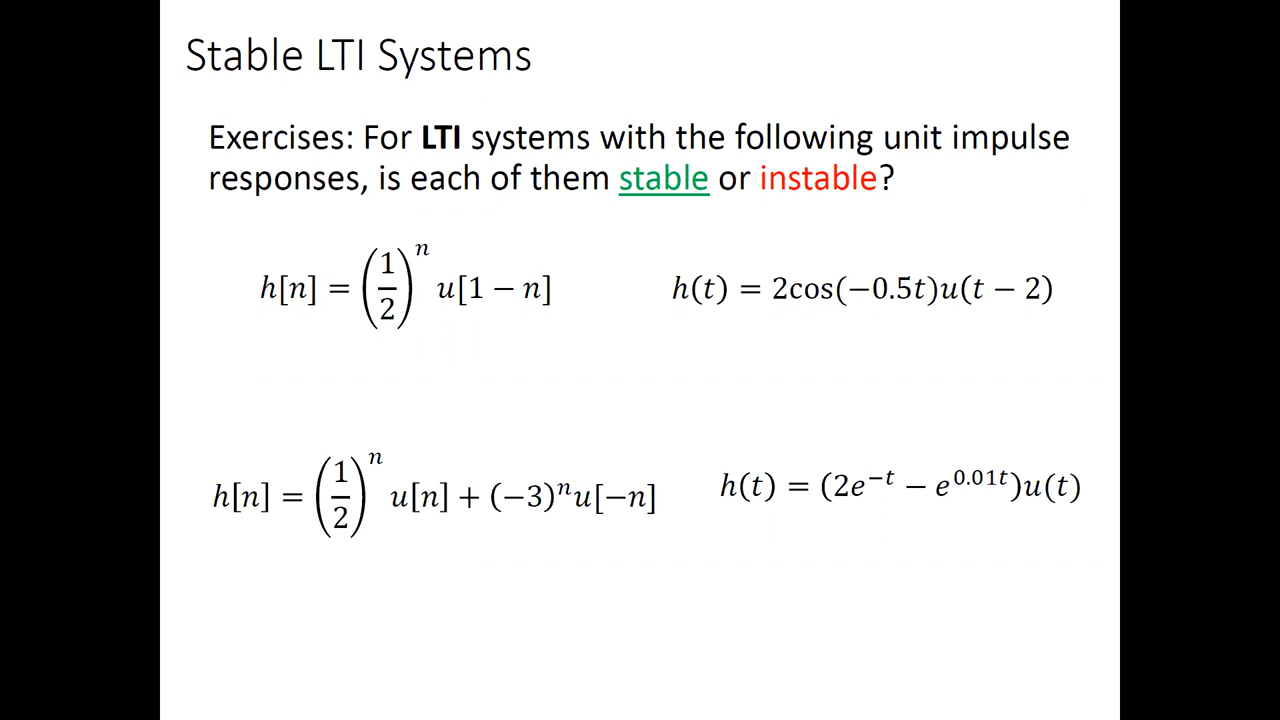 Stable LTI Systems
Exercises: For LTI systems with the following unit impulse
responses, is each of them stable or instable?
h[n] = (1/2)^n u[1 − n]
h(t) = 2cos(−0.5t)u(t − 2)
h[n] = (1/2)^n u[n] + (−3)^n u[−n]
h(t) = (2e^{−t} − e^{0.01t})u(t)